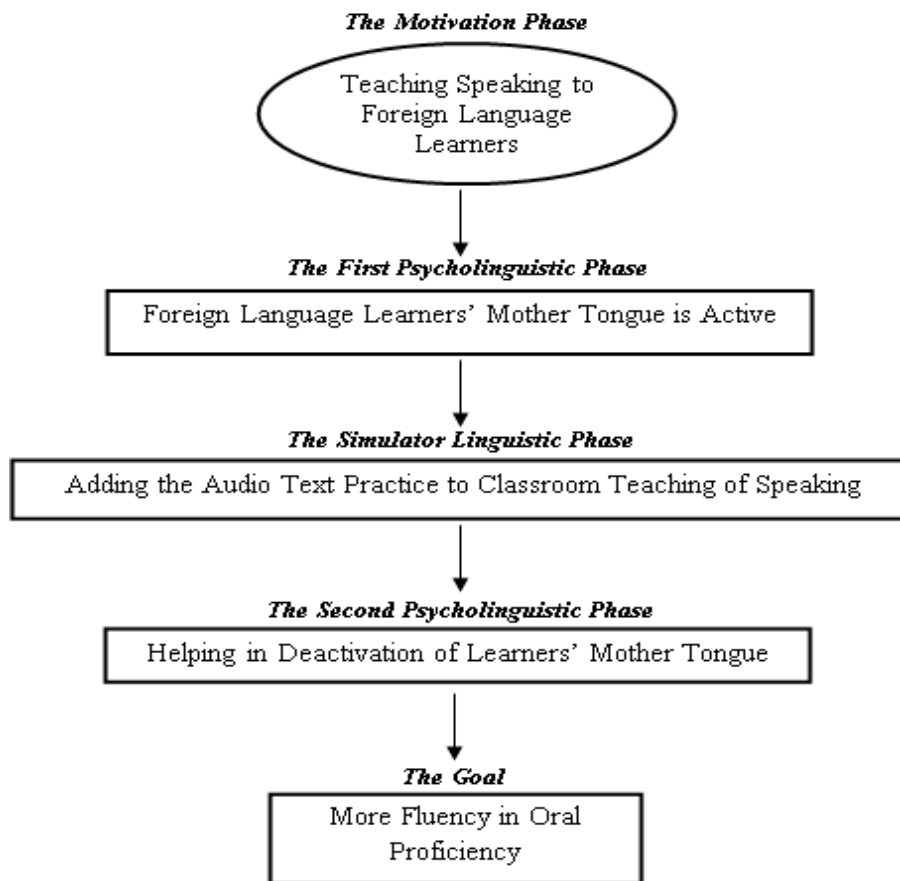 The Motivation Phase
Teaching Speaking to
Foreign Language
Learners
The First Psycholinguistic Phase
Foreign Language Learners’ Mother Tongue is Active
The Simulator Linguistic Phase
Adding the Audio Text Practice to Classroom Teaching of Speaking
The Second Psycholinguistic Phase
Helping in Deactivation of Learners’ Mother Tongue
The Goal
More Fluency in Oral
Proficiency